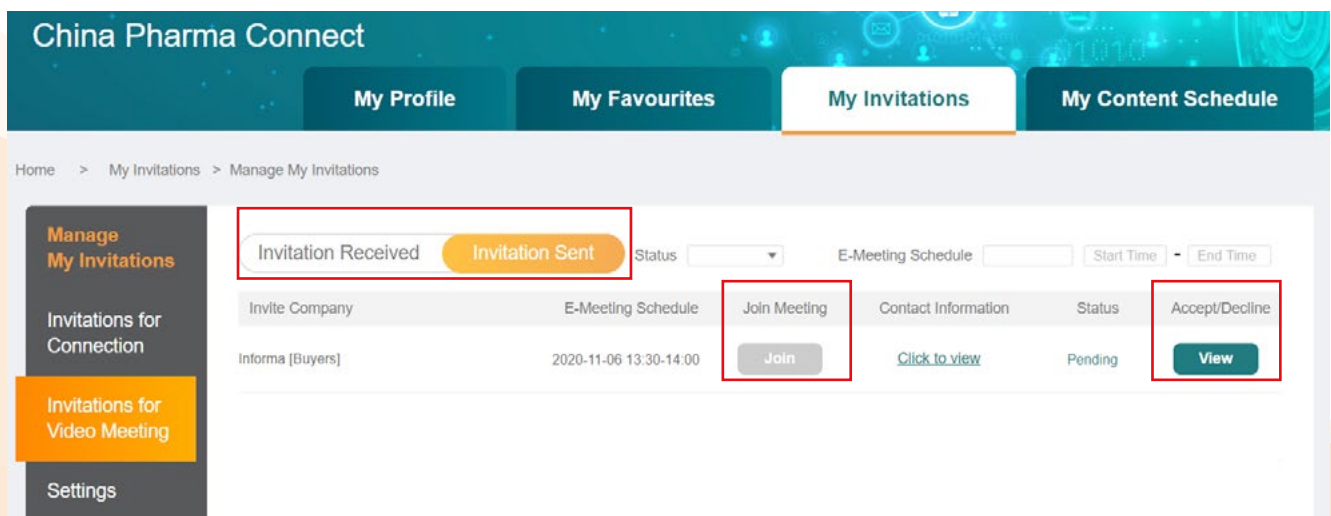 China Pharma Connect
My Profile My Favourites My Invitations My Content Schedule
Home > My Invitations > Manage My Invitations
Manage
My Invitations
Invitations for
Connection
Invitations for
Video Meeting
Settings
Invitation Received Invitation Sent Status E-Meeting Schedule Start Time - End Time
Invite Company E-Meeting Schedule Join Meeting Contact Information Status Accept/Decline
Informa [Buyers] 2020-11-06 13:30-14:00 Join Click to view Pending View